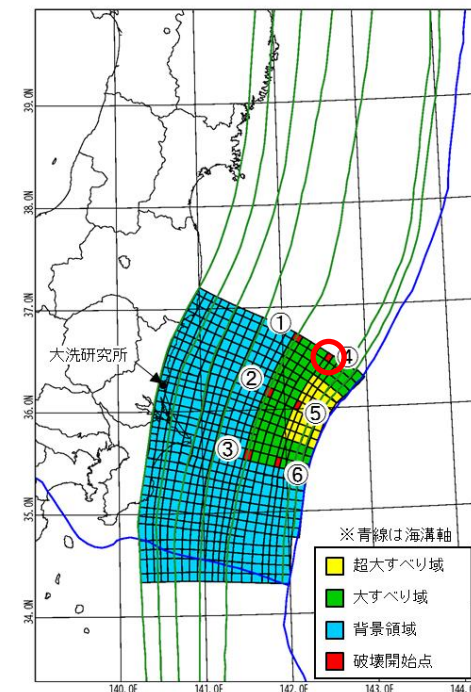 39.0N
38.0N
37.0N
①
④
大洗研究所
②
36.0N
⑤
③
⑥
35.0N
※青線は海溝軸
超大すべり域
大すべり域
背景領域
破壊開始点
34.0N
140.0E
141.0E
142.0E
143.0E
144.0